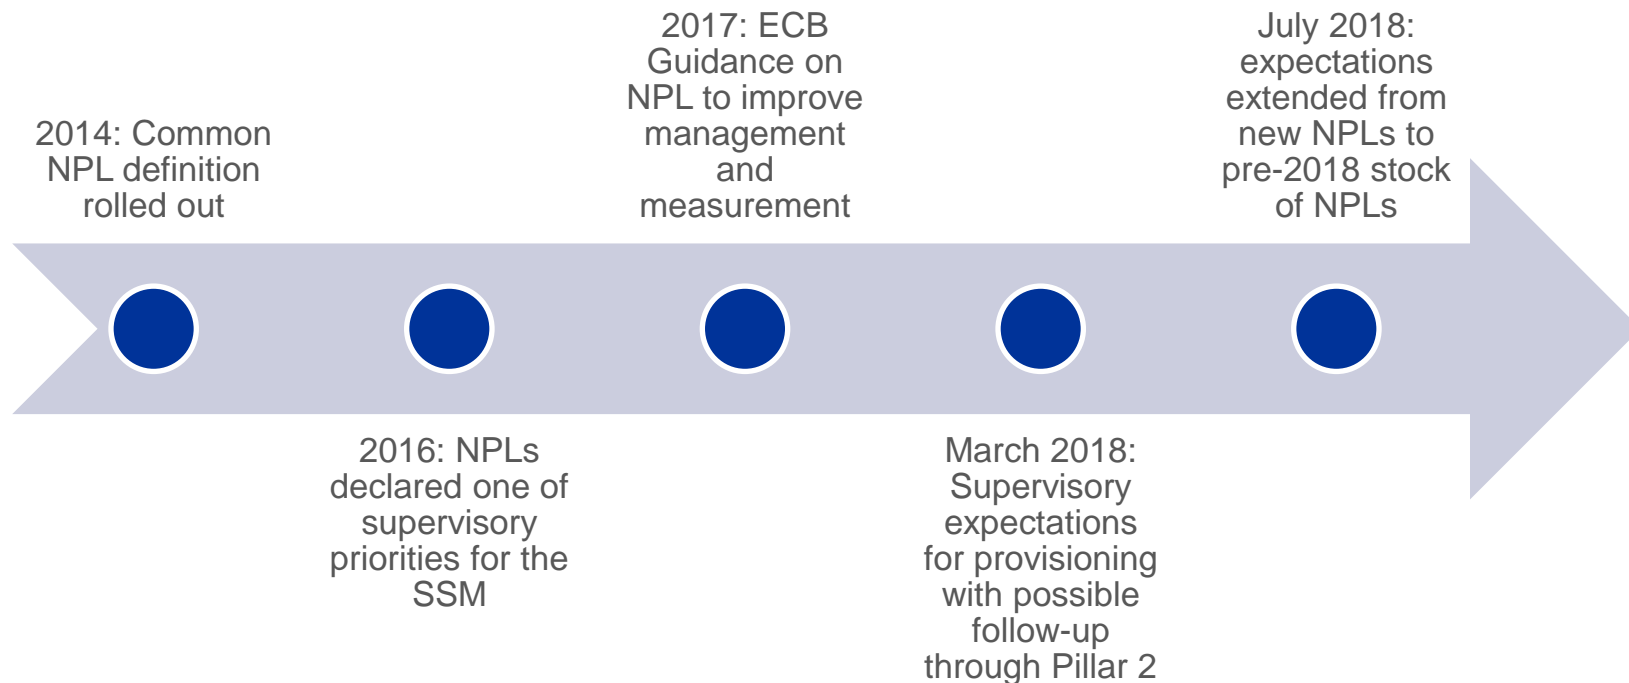 2014: Common
NPL definition
rolled out
2016: NPLs
declared one of
supervisory
priorities for the
SSM
2017: ECB
Guidance on
NPL to improve
management
and
measurement
March 2018:
Supervisory
expectations
for provisioning
with possible
follow-up
through Pillar 2
July 2018:
expectations
extended from
new NPLs to
pre-2018 stock
of NPLs